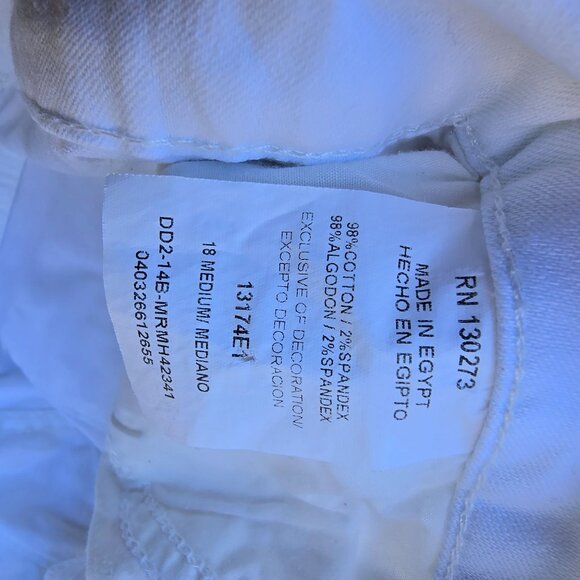 RN 130273
MADE IN EGYPT
HECHO EN EGIPTO
98%COTTON / 2%SPANDEX
98%ALGODON / 2%SPANDEX
EXCLUSIVE OF DECORATION/
EXCEPTO DECORACION
13174E1
18 MEDIUM/ MEDIANO
DD2-14B-MRMH42341
040326612655